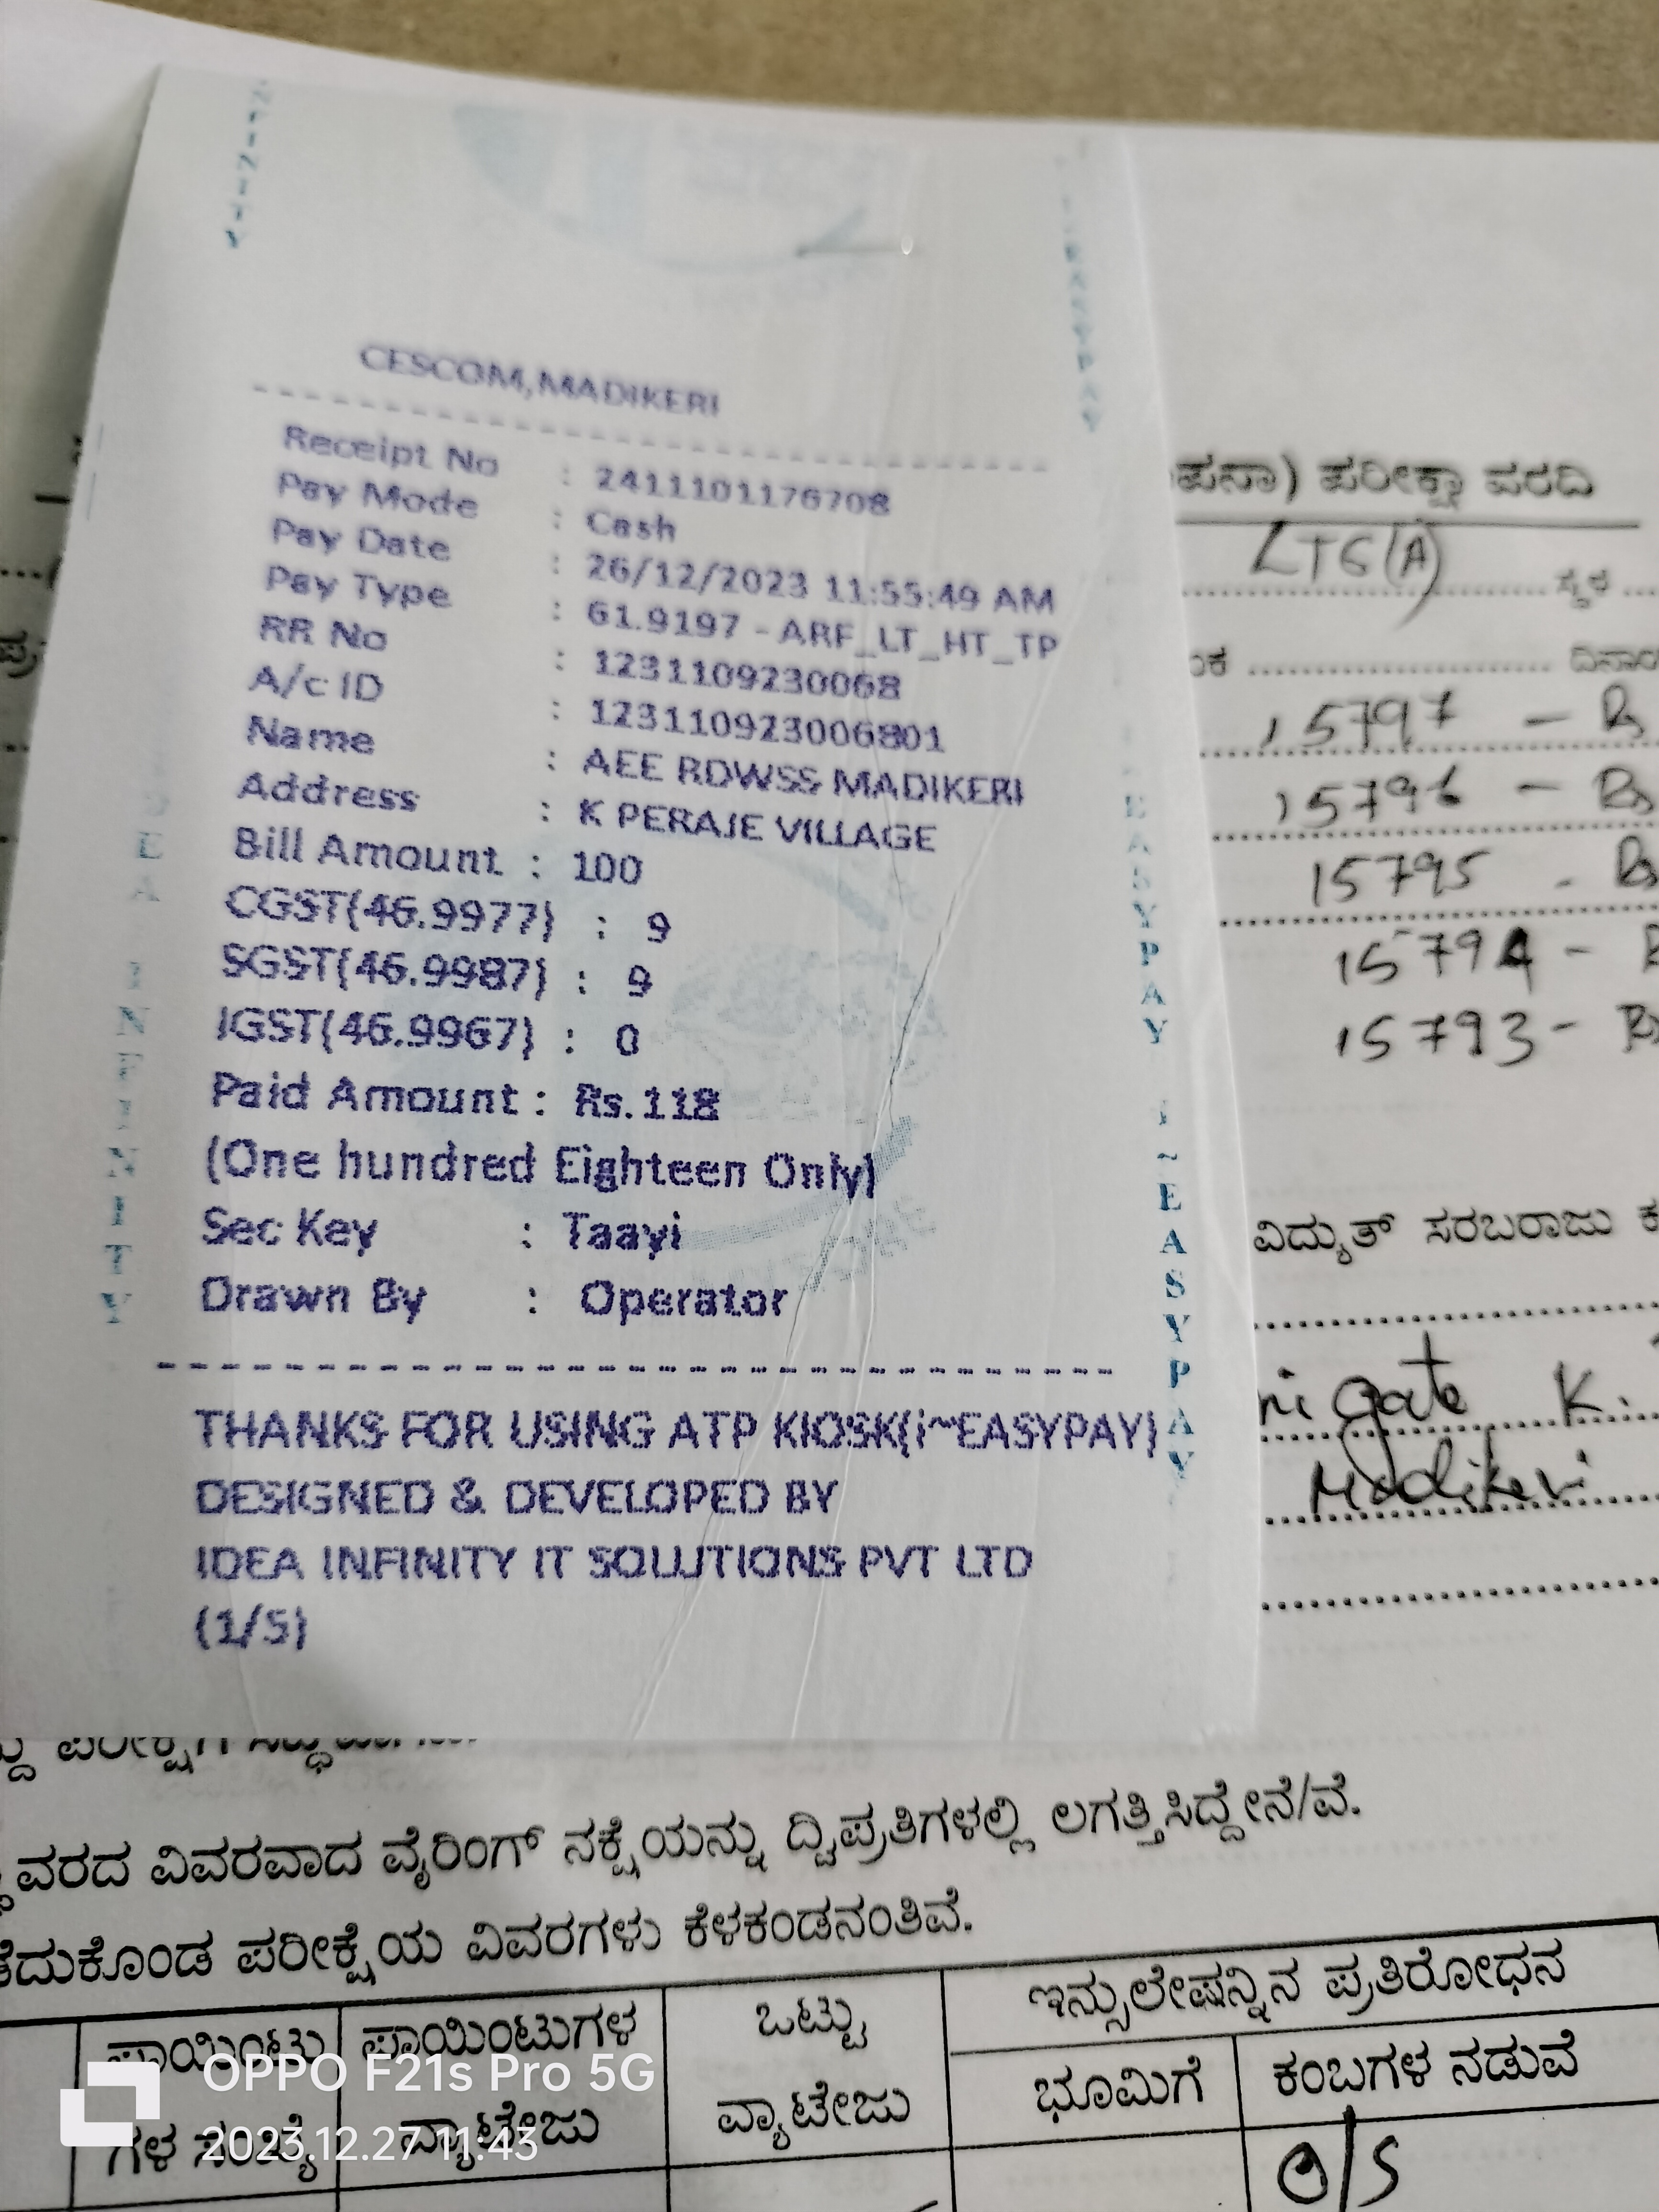 CESCOM,MADIKERI
Receipt No : 2411101176708
Pay Mode : Cash
Pay Date : 26/12/2023 11:55:49 AM
Pay Type : 61.9197 - ARF_LT_HT_TP
RR No : 1231109230068
A/c ID : 123110923006801
Name : AEE RDWSS MADIKERI
Address : K PERAJE VILLAGE
Bill Amount : 100
CGST(46.9977) : 9
SGST(46.9987) : 9
IGST(46.9967) : 0
Paid Amount : Rs.118
(One hundred Eighteen Only)
Sec Key : Taayi
Drawn By : Operator
THANKS FOR USING ATP KIOSK(i~EASYPAY)
DESIGNED & DEVELOPED BY
IDEA INFINITY IT SOLUTIONS PVT LTD
(1/5)
INFINITY
EASYPAY
EASYPAY
i~EASYPAY
ಪರೀಕ್ಷಾ ವರದಿ
LT6(A)
ಸ್ಥಳ
15797 -
15796 -
15795 -
15794 -
15793 -
ವಿದ್ಯುತ್ ಸರಬರಾಜು
K.
Madikeri
ವಿವರವಾದ ವೈರಿಂಗ್ ನಕ್ಷೆಯನ್ನು ದ್ವಿಪ್ರತಿಗಳಲ್ಲಿ ಲಗತ್ತಿಸಿದ್ದೇನೆ/ವೆ.
ಪರೀಕ್ಷೆಯ ವಿವರಗಳು ಕೆಳಕಂಡನಂತಿವೆ.
ಪಾಯಿಂಟು
ಗಳ ಸಂಖ್ಯೆ
ಪಾಯಿಂಟುಗಳ
ವ್ಯಾಟೇಜು
ಒಟ್ಟು
ವ್ಯಾಟೇಜು
ಇನ್ಸುಲೇಷನ್ನಿನ ಪ್ರತಿರೋಧನ
ಭೂಮಿಗೆ
ಕಂಬಗಳ ನಡುವೆ
O/S
OPPO F21s Pro 5G
2023.12.27 11:43